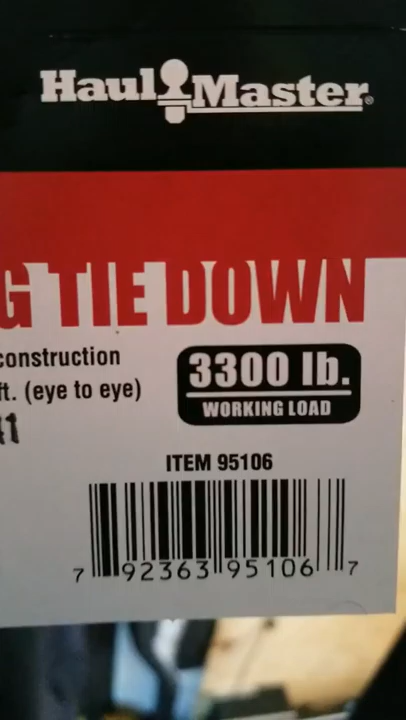 Haul Master
G TIE DOWN
construction
ft. (eye to eye)
3300 lb.
WORKING LOAD
41
ITEM 95106
7 92363 95106 7